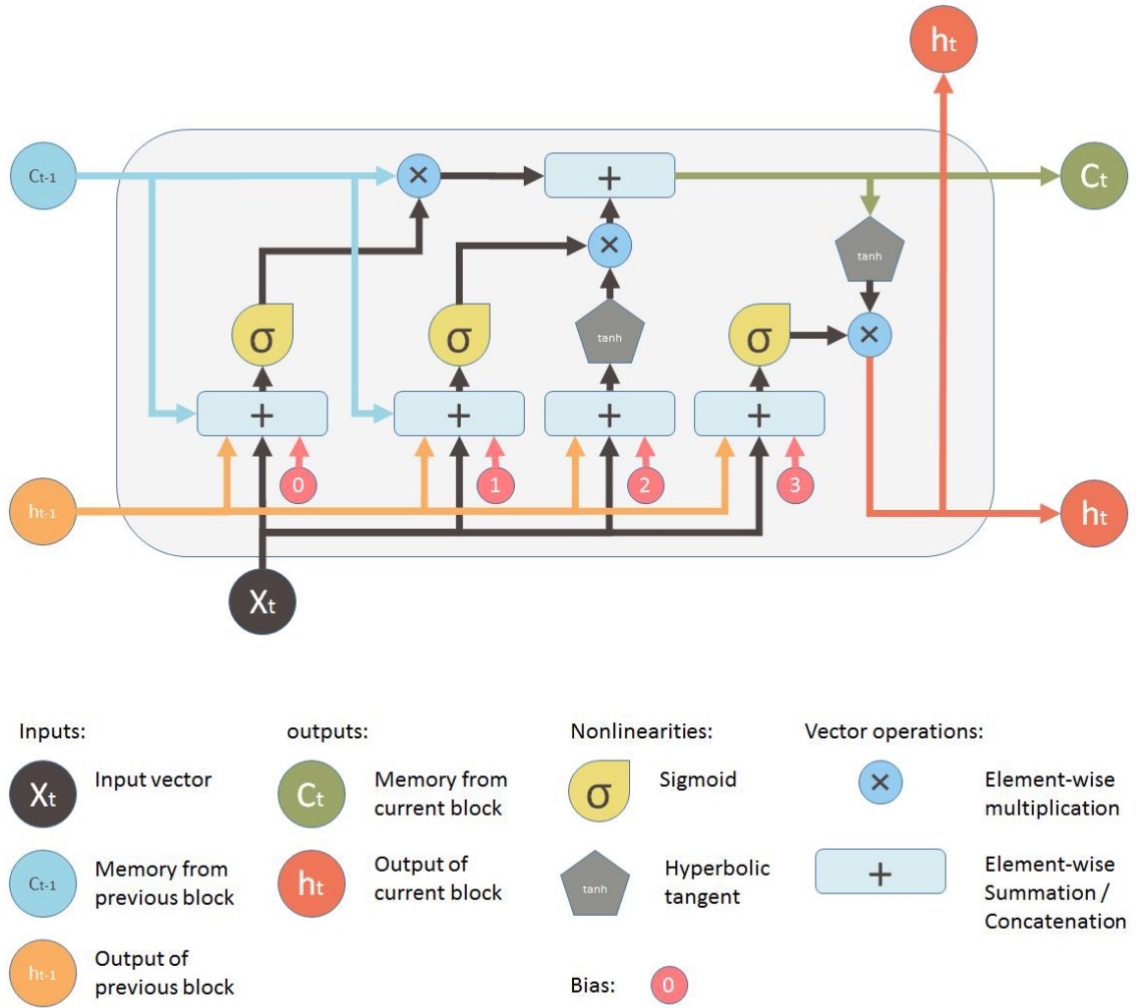 ht
Ct-1
×
+
Ct
×
tanh
σ
σ
tanh
σ
×
+
+
+
+
0
1
2
3
ht-1
ht
Xt
Inputs:
outputs:
Nonlinearities:
Vector operations:
Xt
Input vector
Ct
Memory from
current block
σ
Sigmoid
×
Element-wise
multiplication
Ct-1
Memory from
previous block
ht
Output of
current block
tanh
Hyperbolic
tangent
+
Element-wise
Summation /
Concatenation
ht-1
Output of
previous block
Bias:
0